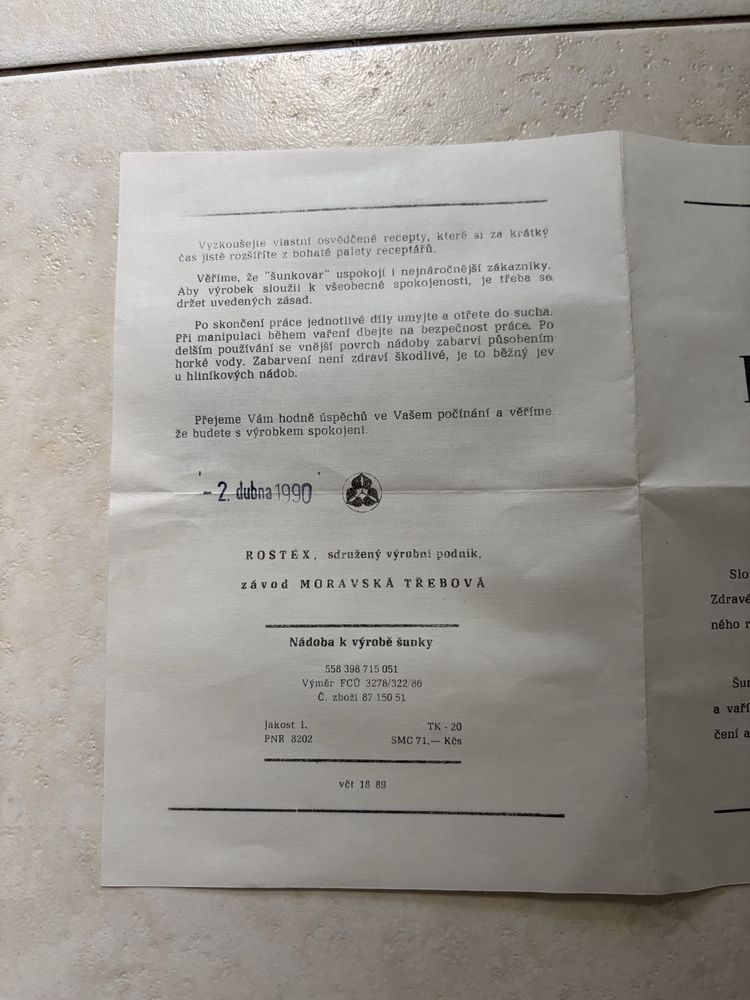 Vyzkoušejte vlastní osvědčené recepty, které si za krátký
čas jistě rozšíříte z bohaté palety receptářů.
Věříme, že "šunkovar" uspokojí i nejnáročnější zákazníky.
Aby výrobek sloužil k všeobecné spokojenosti, je třeba se
držet uvedených zásad.
Po skončení práce jednotlivé díly umyjte a otřete do sucha.
Při manipulaci během vaření dbejte na bezpečnost práce. Po
delším používání se vnější povrch nádoby zabarví působením
horké vody. Zabarvení není zdraví škodlivé, je to běžný jev
u hliníkových nádob.
Přejeme Vám hodně úspěchů ve Vašem počínání a věříme,
že budete s výrobkem spokojeni.
- 2. dubna 1990
ROSTEX, sdružený výrobní podnik,
závod MORAVSKÁ TŘEBOVÁ
Nádoba k výrobě šunky
558 398 715 051
Výměr FCÚ 3278/322/86
Č. zboží 87 150 51
Jakost I. TK - 20
PNR 8202 SMC 71,— Kčs
včt 18 89
Slo
Zdravé
ného r
Šun
a vaří
čení a